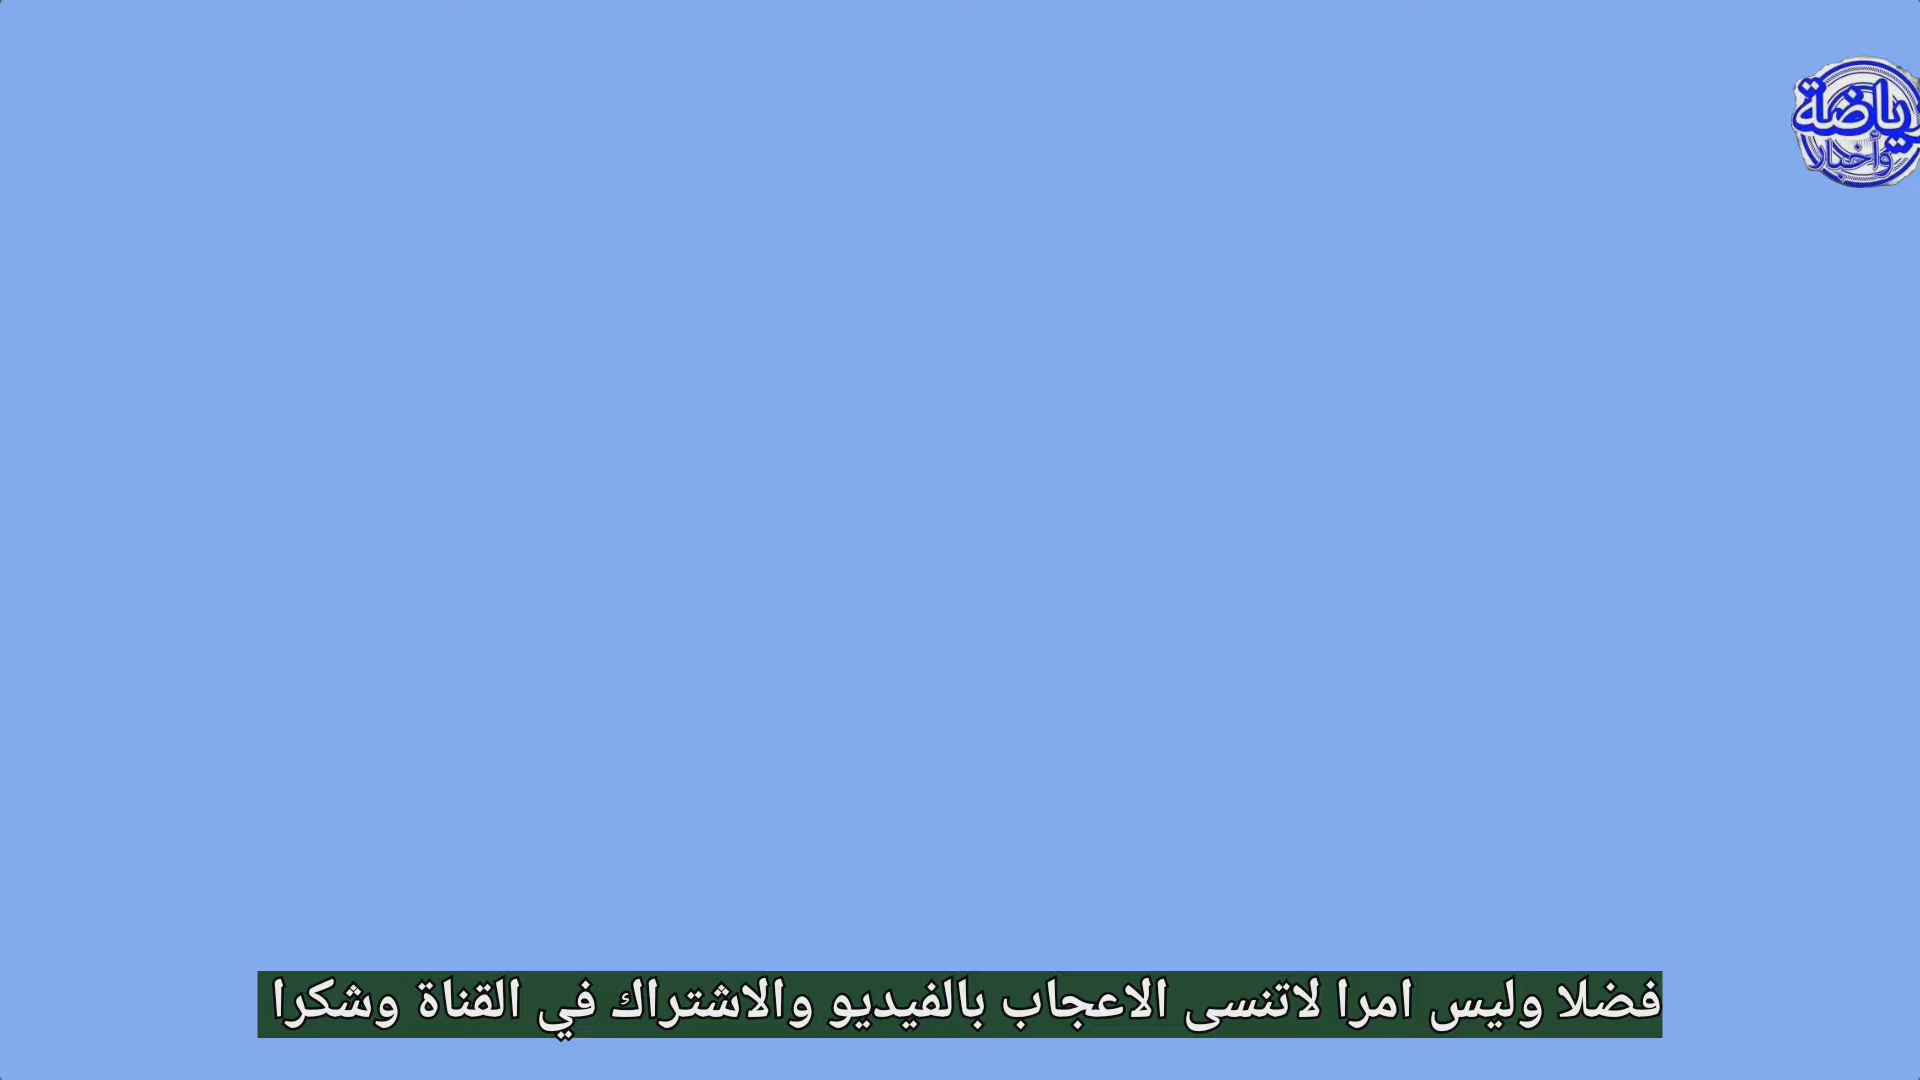 رياضة
وأخبار
فضلا وليس امرا لاتنسى الاعجاب بالفيديو والاشتراك في القناة وشكرا